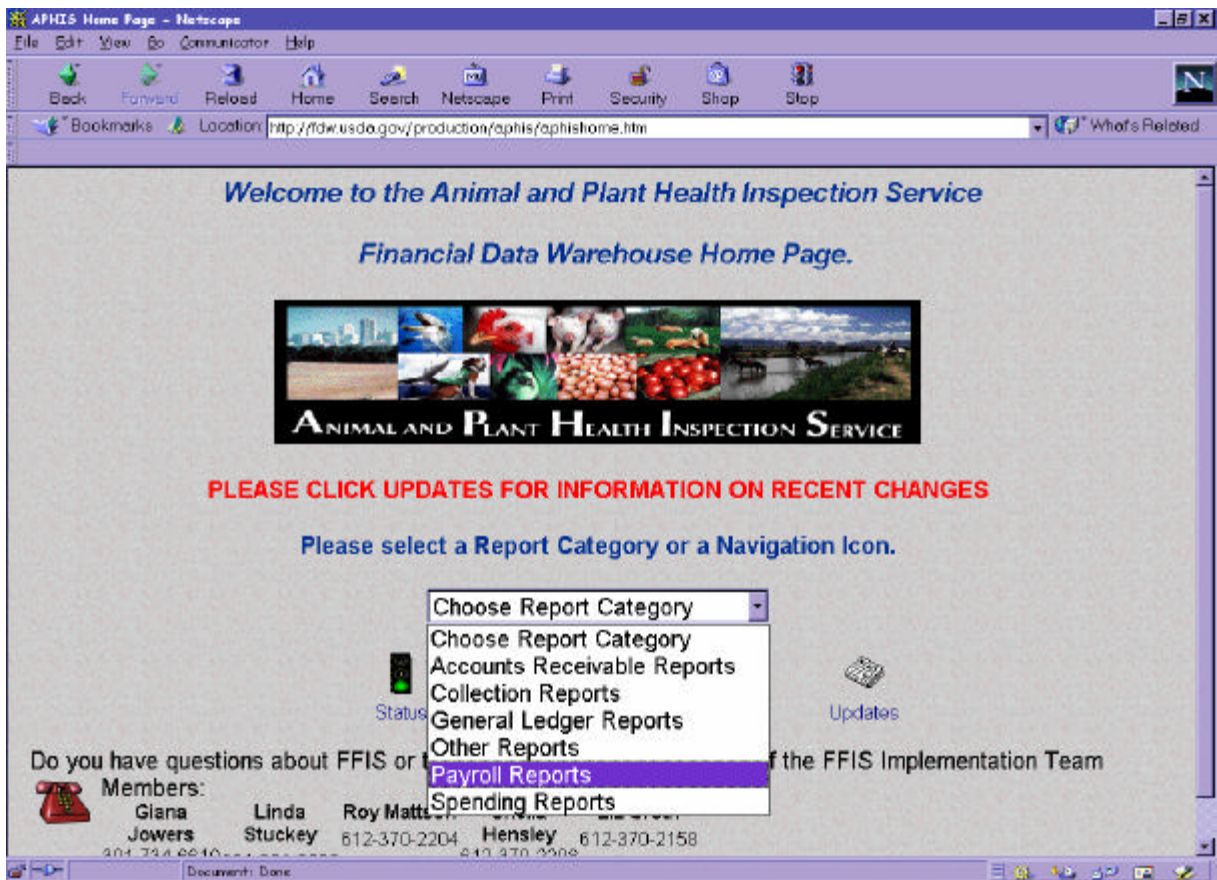 APHIS Home Page - Netscape
File Edit View Go Communicator Help
Back Forward Reload Home Search Netscape Print Security Shop Stop
N
Bookmarks Location: http://fdw.usda.gov/production/aphis/aphishome.htm What's Related
Welcome to the Animal and Plant Health Inspection Service
Financial Data Warehouse Home Page.
ANIMAL AND PLANT HEALTH INSPECTION SERVICE
PLEASE CLICK UPDATES FOR INFORMATION ON RECENT CHANGES
Please select a Report Category or a Navigation Icon.
Choose Report Category
Choose Report Category
Accounts Receivable Reports
Collection Reports
General Ledger Reports
Other Reports
Payroll Reports
Spending Reports
Status Updates
Do you have questions about FFIS or of the FFIS Implementation Team
Members:
Giana Linda Roy
Jowers Stuckey 612-370-2204 Hensley 612-370-2158
Document: Done